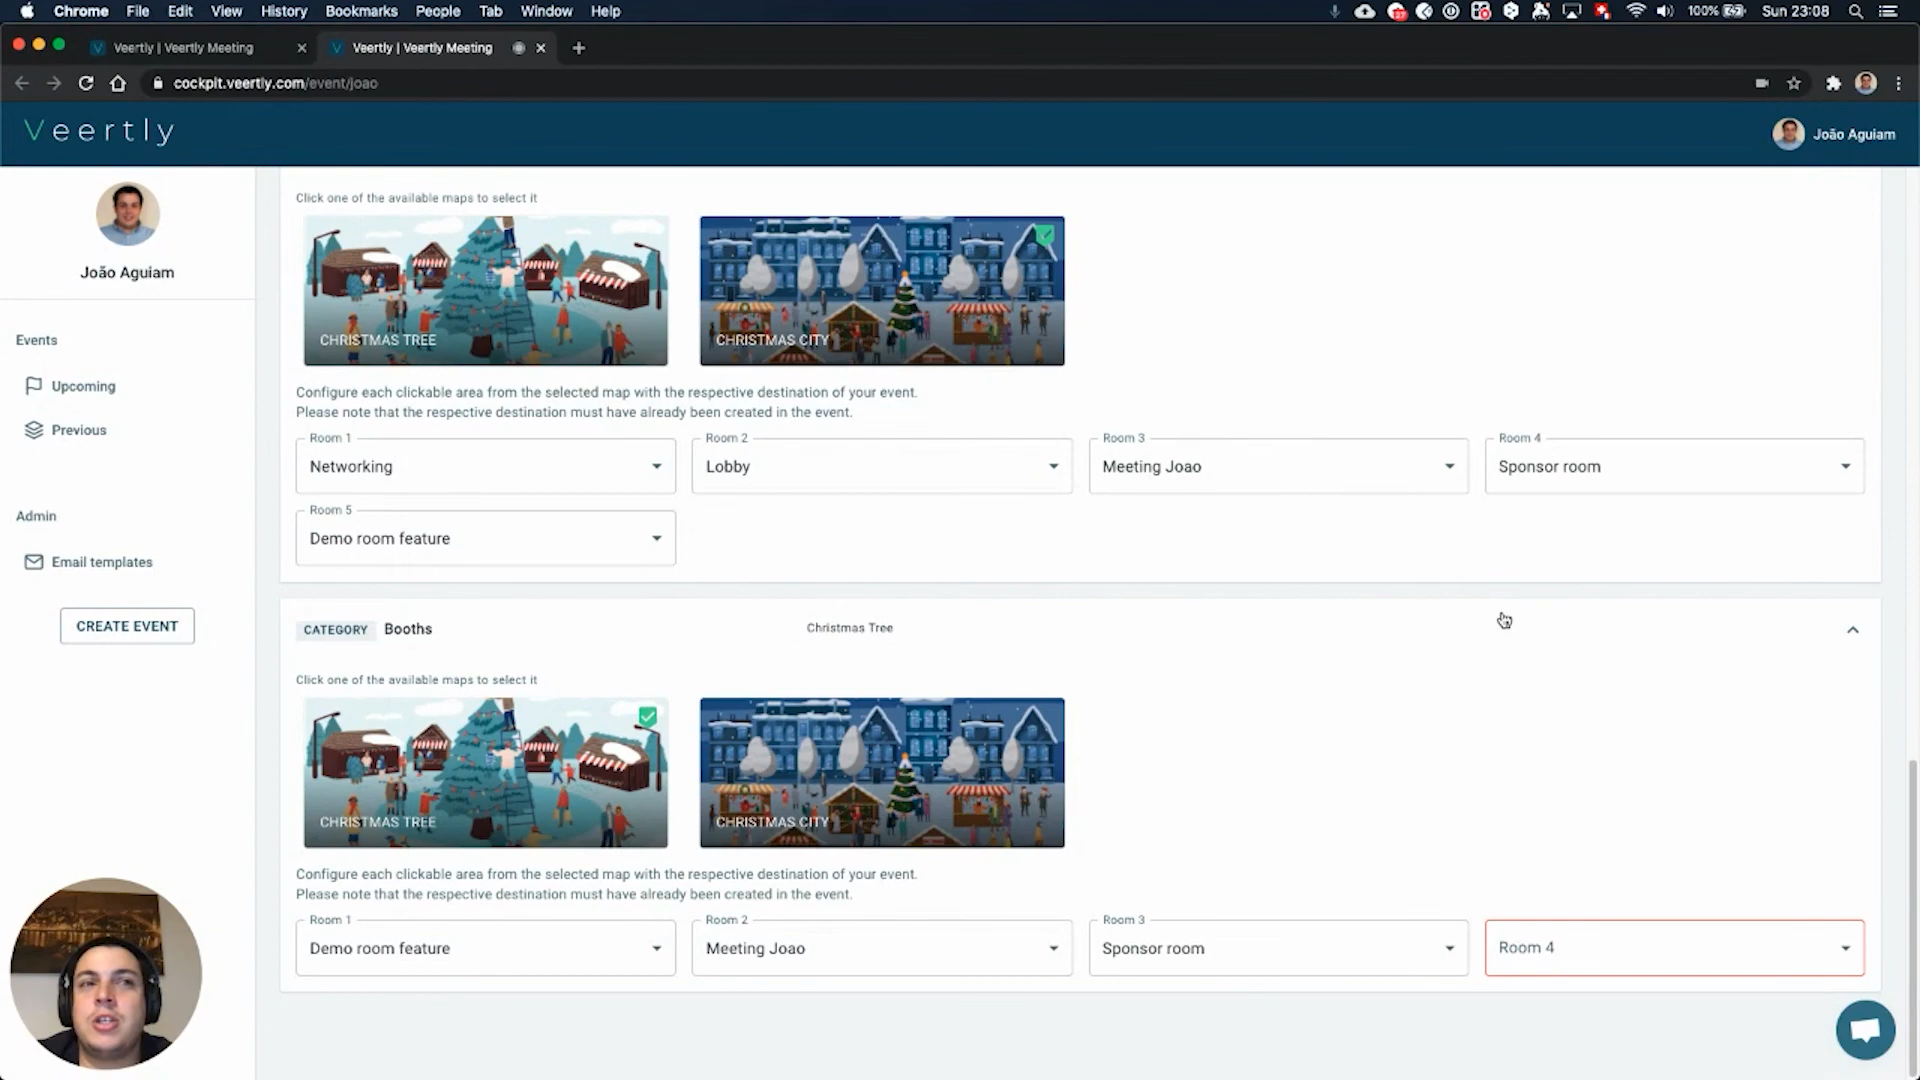 Chrome File Edit View History Bookmarks People Tab Window Help
27
100% Sun 23:08
Veertly | Veertly Meeting
Veertly | Veertly Meeting
cockpit.veertly.com/event/joao
Veertly
João Aguiam
João Aguiam
Events
Upcoming
Previous
Admin
Email templates
CREATE EVENT
Click one of the available maps to select it
CHRISTMAS TREE
CHRISTMAS CITY
Configure each clickable area from the selected map with the respective destination of your event.
Please note that the respective destination must have already been created in the event.
Room 1
Networking
Room 2
Lobby
Room 3
Meeting Joao
Room 4
Sponsor room
Room 5
Demo room feature
CATEGORY Booths
Christmas Tree
Click one of the available maps to select it
CHRISTMAS TREE
CHRISTMAS CITY
Configure each clickable area from the selected map with the respective destination of your event.
Please note that the respective destination must have already been created in the event.
Room 1
Demo room feature
Room 2
Meeting Joao
Room 3
Sponsor room
Room 4